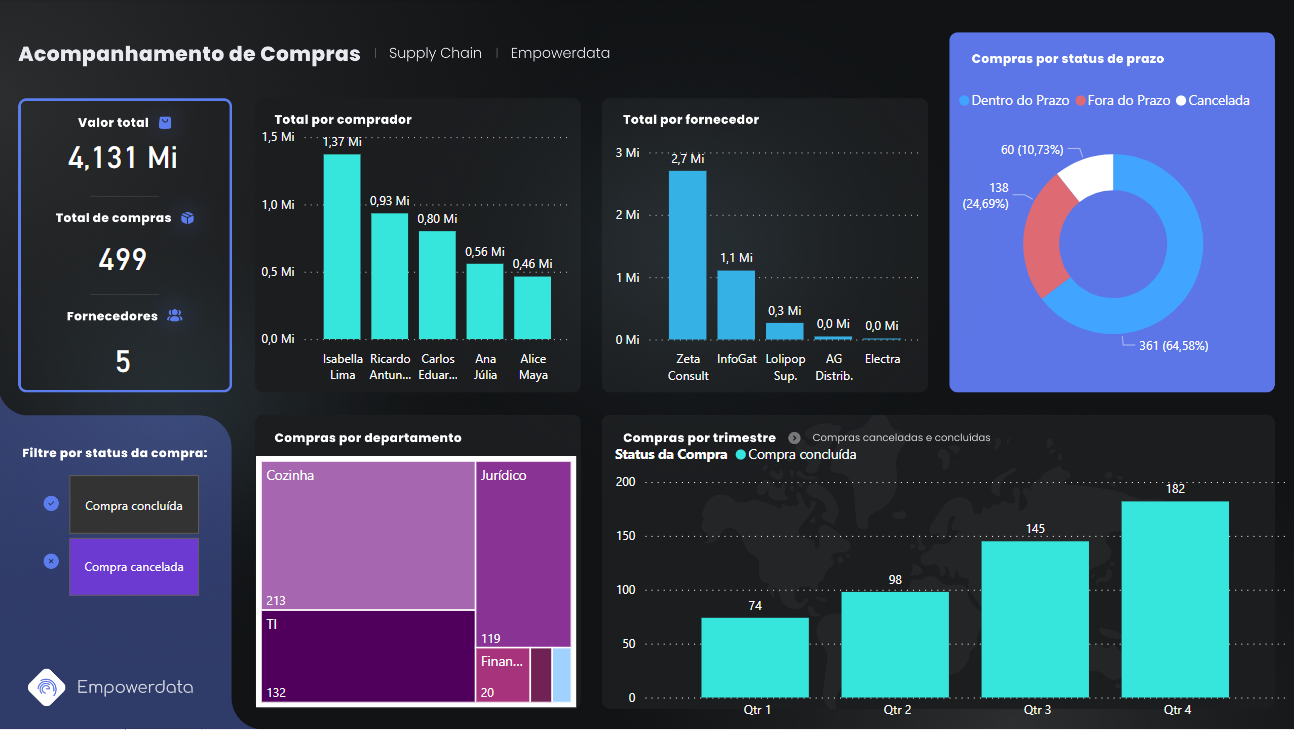 Acompanhamento de Compras | Supply Chain | Empowerdata
Valor total
4,131 Mi
Total de compras
499
Fornecedores
5
Total por comprador
1,5 Mi
1,0 Mi
0,5 Mi
0,0 Mi
1,37 Mi
0,93 Mi
0,80 Mi
0,56 Mi
0,46 Mi
Isabella Lima
Ricardo Antun...
Carlos Eduar...
Ana Júlia
Alice Maya
Total por fornecedor
3 Mi
2 Mi
1 Mi
0 Mi
2,7 Mi
1,1 Mi
0,3 Mi
0,0 Mi
0,0 Mi
Zeta Consult
InfoGat
Lolipop Sup.
AG Distrib.
Electra
Compras por status de prazo
Dentro do Prazo Fora do Prazo Cancelada
60 (10,73%)
138
(24,69%)
361 (64,58%)
Filtre por status da compra:
Compra concluída
Compra cancelada
Empowerdata
Compras por departamento
Cozinha
213
TI
132
Jurídico
119
Finan...
20
Compras por trimestre Compras canceladas e concluídas
Status da Compra Compra concluída
200
150
100
50
0
74
98
145
182
Qtr 1
Qtr 2
Qtr 3
Qtr 4